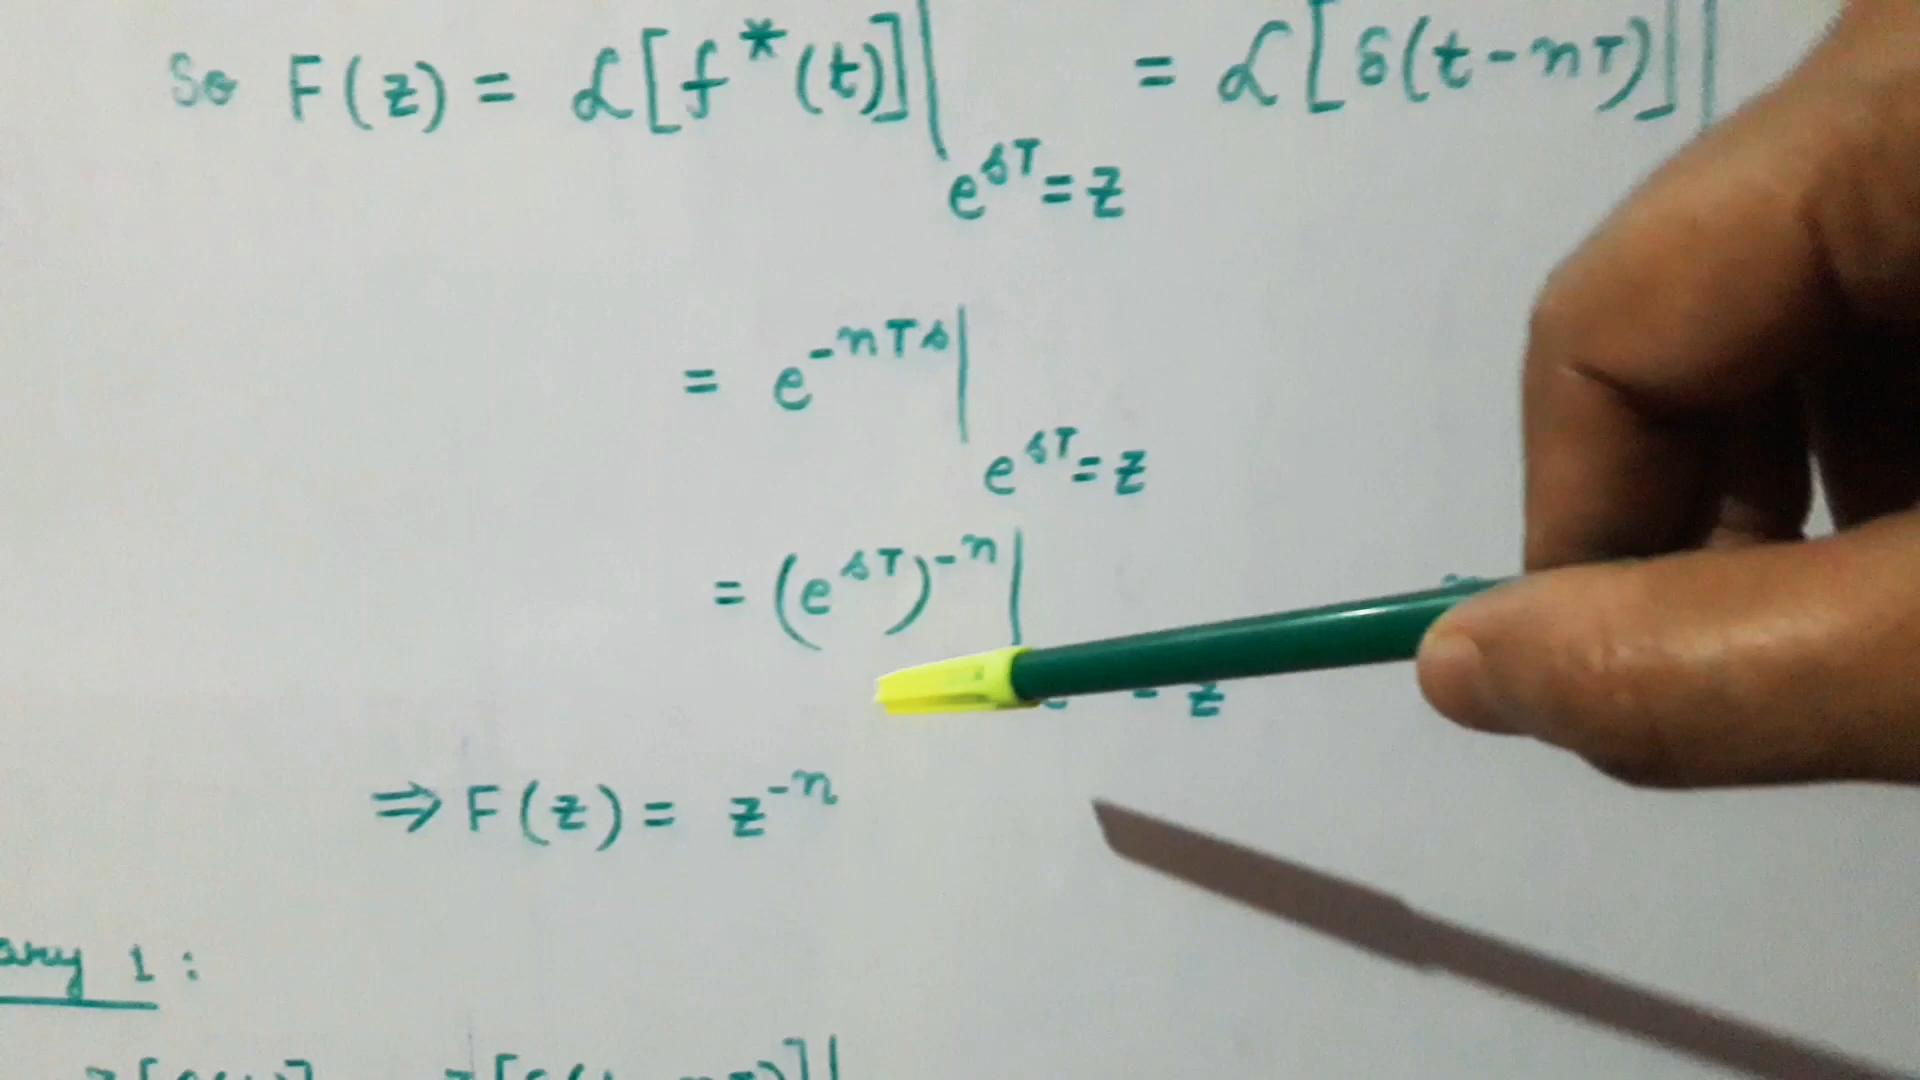 So F(z) = ℒ[f*(t)]| e^{sT} = z = ℒ[δ(t-nT)]|
= e^{-nTs}| e^{sT} = z
= (e^{sT})^{-n}| = z
⇒ F(z) = z^{-n}
1 :